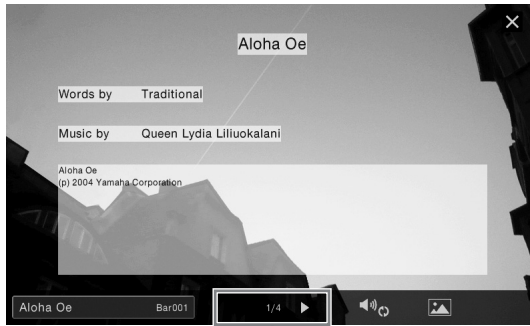 Aloha Oe
Words by Traditional
Music by Queen Lydia Liliuokalani
Aloha Oe
(p) 2004 Yamaha Corporation
Aloha Oe Bar001
1/4